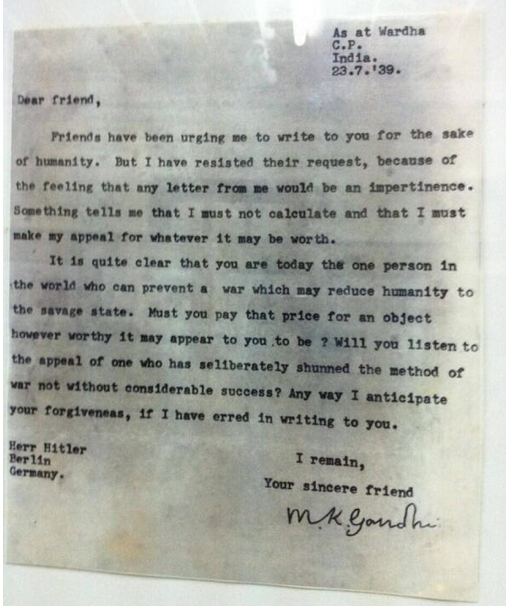 As at Wardha
C.P.
India.
23.7.'39.
Dear friend,
Friends have been urging me to write to you for the sake
of humanity. But I have resisted their request, because of
the feeling that any letter from me would be an impertinence.
Something tells me that I must not calculate and that I must
make my appeal for whatever it may be worth.
It is quite clear that you are today the one person in
the world who can prevent a war which may reduce humanity to
the savage state. Must you pay that price for an object
however worthy it may appear to you to be ? Will you listen to
the appeal of one who has seliberately shunned the method of
war not without considerable success? Any way I anticipate
your forgiveneas, if I have erred in writing to you.
Herr Hitler
Berlin
Germany.
I remain,
Your sincere friend
M.K.Gandhi